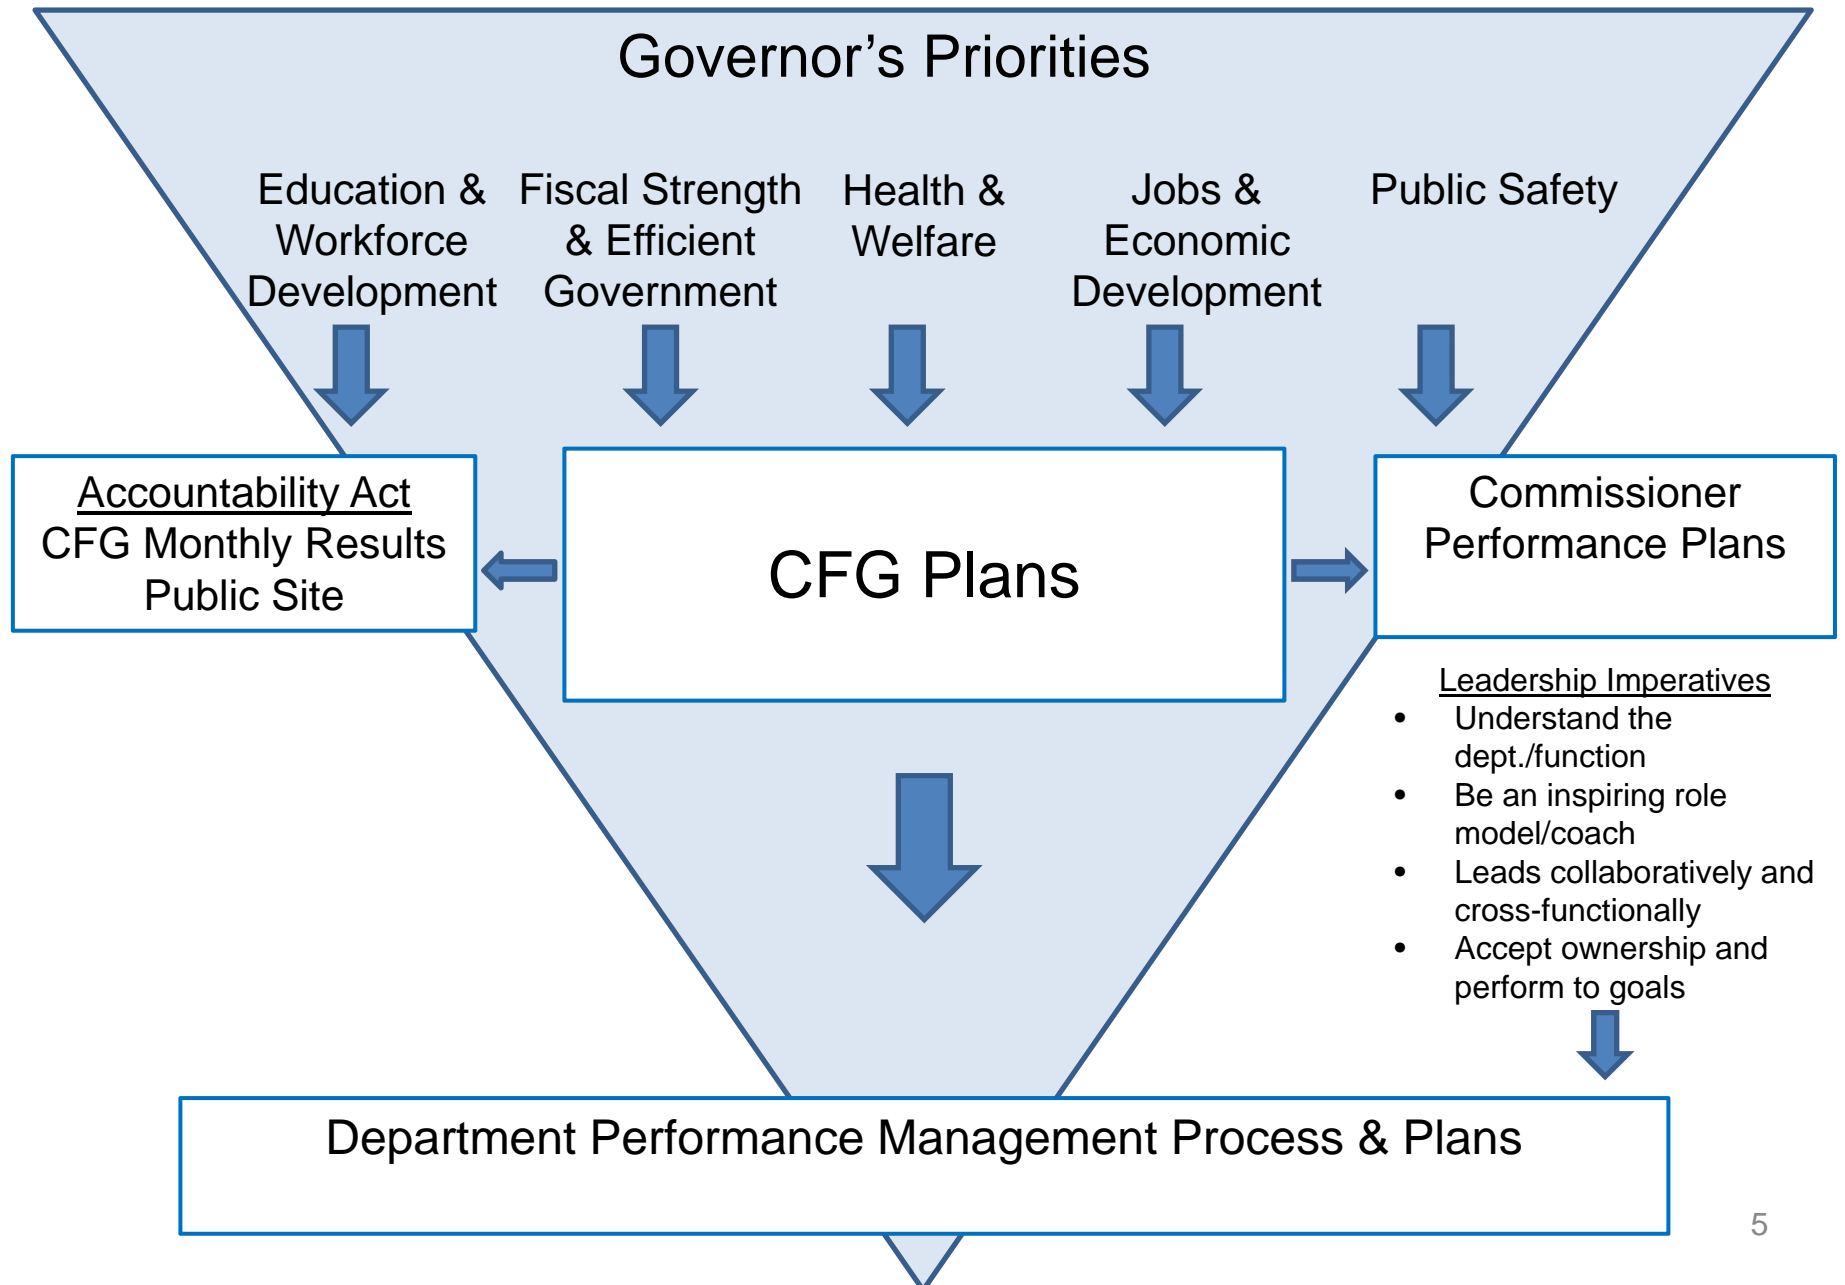 Governor's Priorities
Education &
Workforce
Development
Fiscal Strength
& Efficient
Government
Health &
Welfare
Jobs &
Economic
Development
Public Safety
Accountability Act
CFG Monthly Results
Public Site
CFG Plans
Commissioner
Performance Plans
Leadership Imperatives
• Understand the
dept./function
• Be an inspiring role
model/coach
• Leads collaboratively and
cross-functionally
• Accept ownership and
perform to goals
Department Performance Management Process & Plans
5